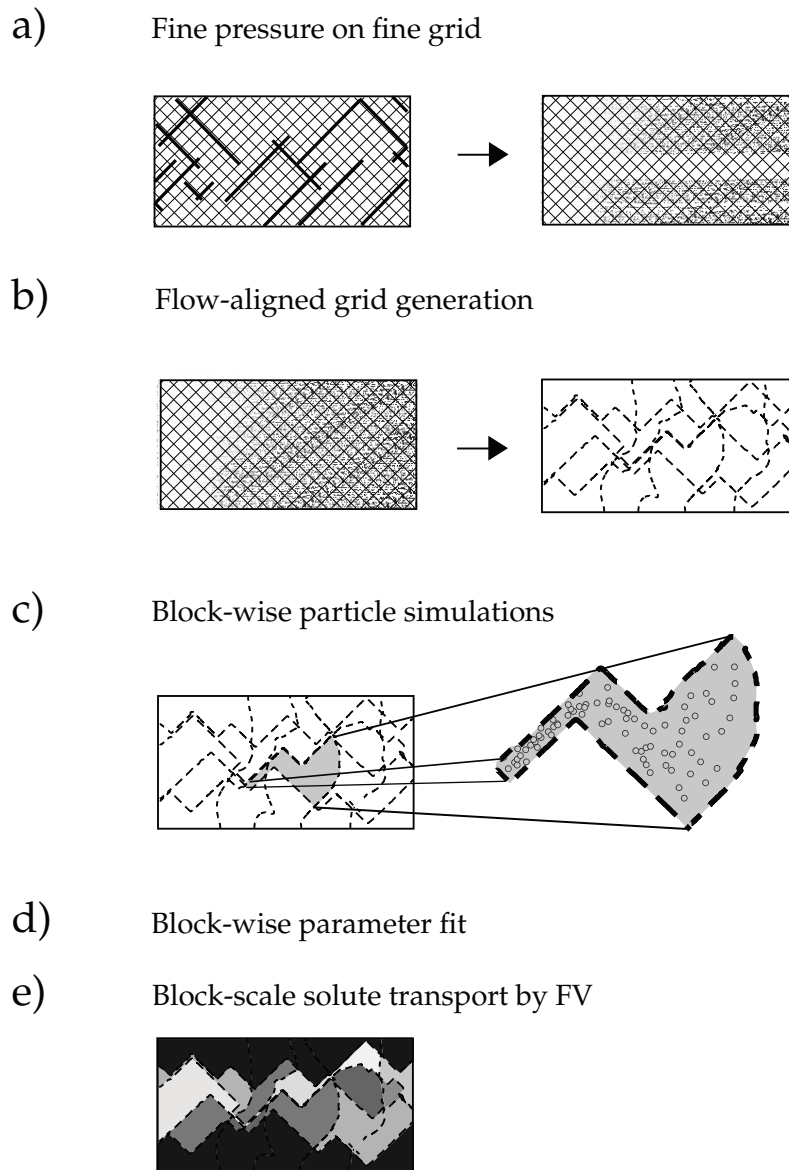 a) Fine pressure on fine grid
b) Flow-aligned grid generation
c) Block-wise particle simulations
d) Block-wise parameter fit
e) Block-scale solute transport by FV